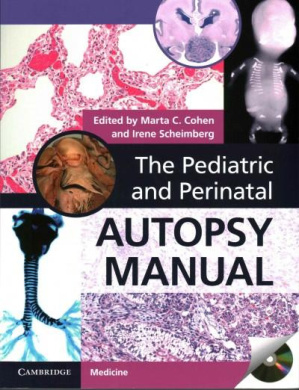 Edited by Marta C. Cohen
and Irene Scheimberg
The Pediatric
and Perinatal
AUTOPSY
MANUAL
CAMBRIDGE
Medicine